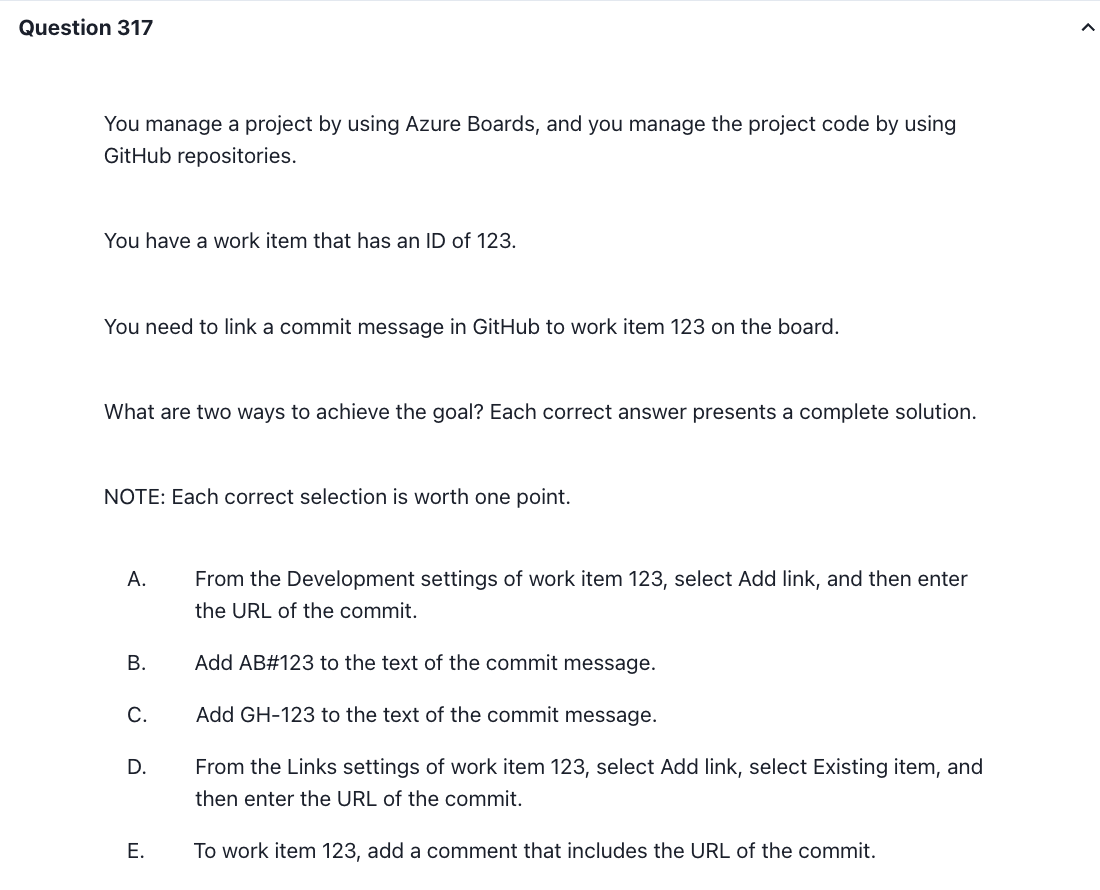 Question 317
You manage a project by using Azure Boards, and you manage the project code by using
GitHub repositories.
You have a work item that has an ID of 123.
You need to link a commit message in GitHub to work item 123 on the board.
What are two ways to achieve the goal? Each correct answer presents a complete solution.
NOTE: Each correct selection is worth one point.
A. From the Development settings of work item 123, select Add link, and then enter
the URL of the commit.
B. Add AB#123 to the text of the commit message.
C. Add GH-123 to the text of the commit message.
D. From the Links settings of work item 123, select Add link, select Existing item, and
then enter the URL of the commit.
E. To work item 123, add a comment that includes the URL of the commit.